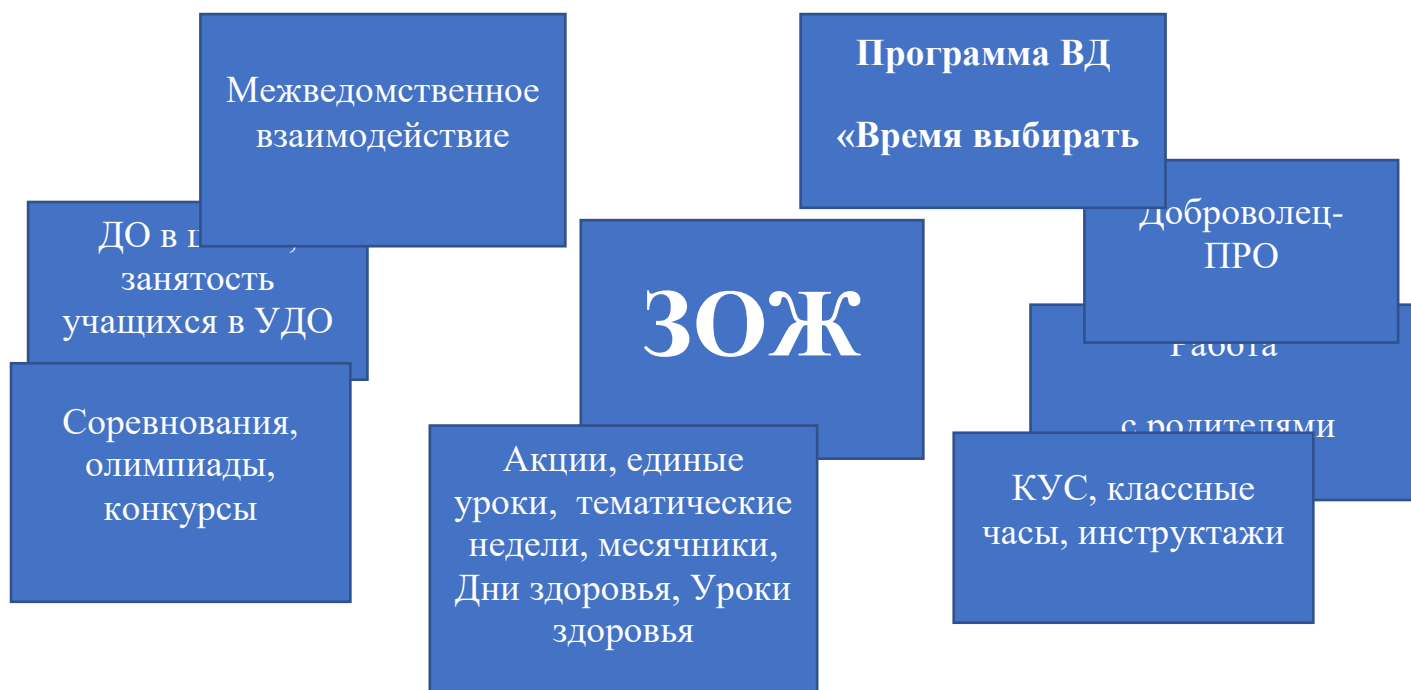 Межведомственное
взаимодействие
Программа ВД
«Время выбирать
ДО в
занятость
учащихся в УДО
Доброволец-
ПРО
ЗОЖ
Работа
с родителями
Соревнования,
олимпиады,
конкурсы
Акции, единые
уроки, тематические
недели, месячники,
Дни здоровья, Уроки
здоровья
КУС, классные
часы, инструктажи